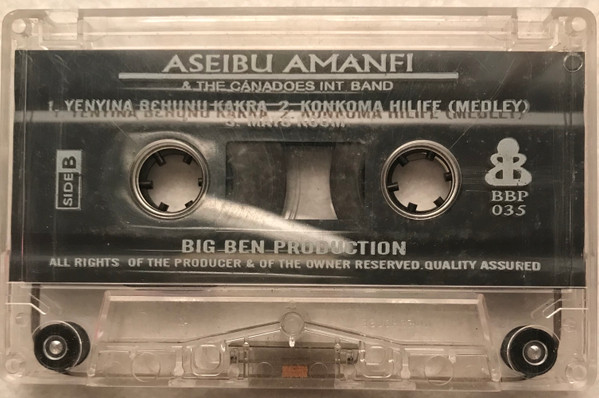 ASEIBU AMANFI
& THE CANADOES INT BAND
1. YENYINA BEHUNU KAKRA 2. KONKOMA HILIFE (MEDLEY)
3.
SIDE B
BBP
035
BIG BEN PRODUCTION
ALL RIGHTS OF THE PRODUCER & OF THE OWNER RESERVED. QUALITY ASSURED